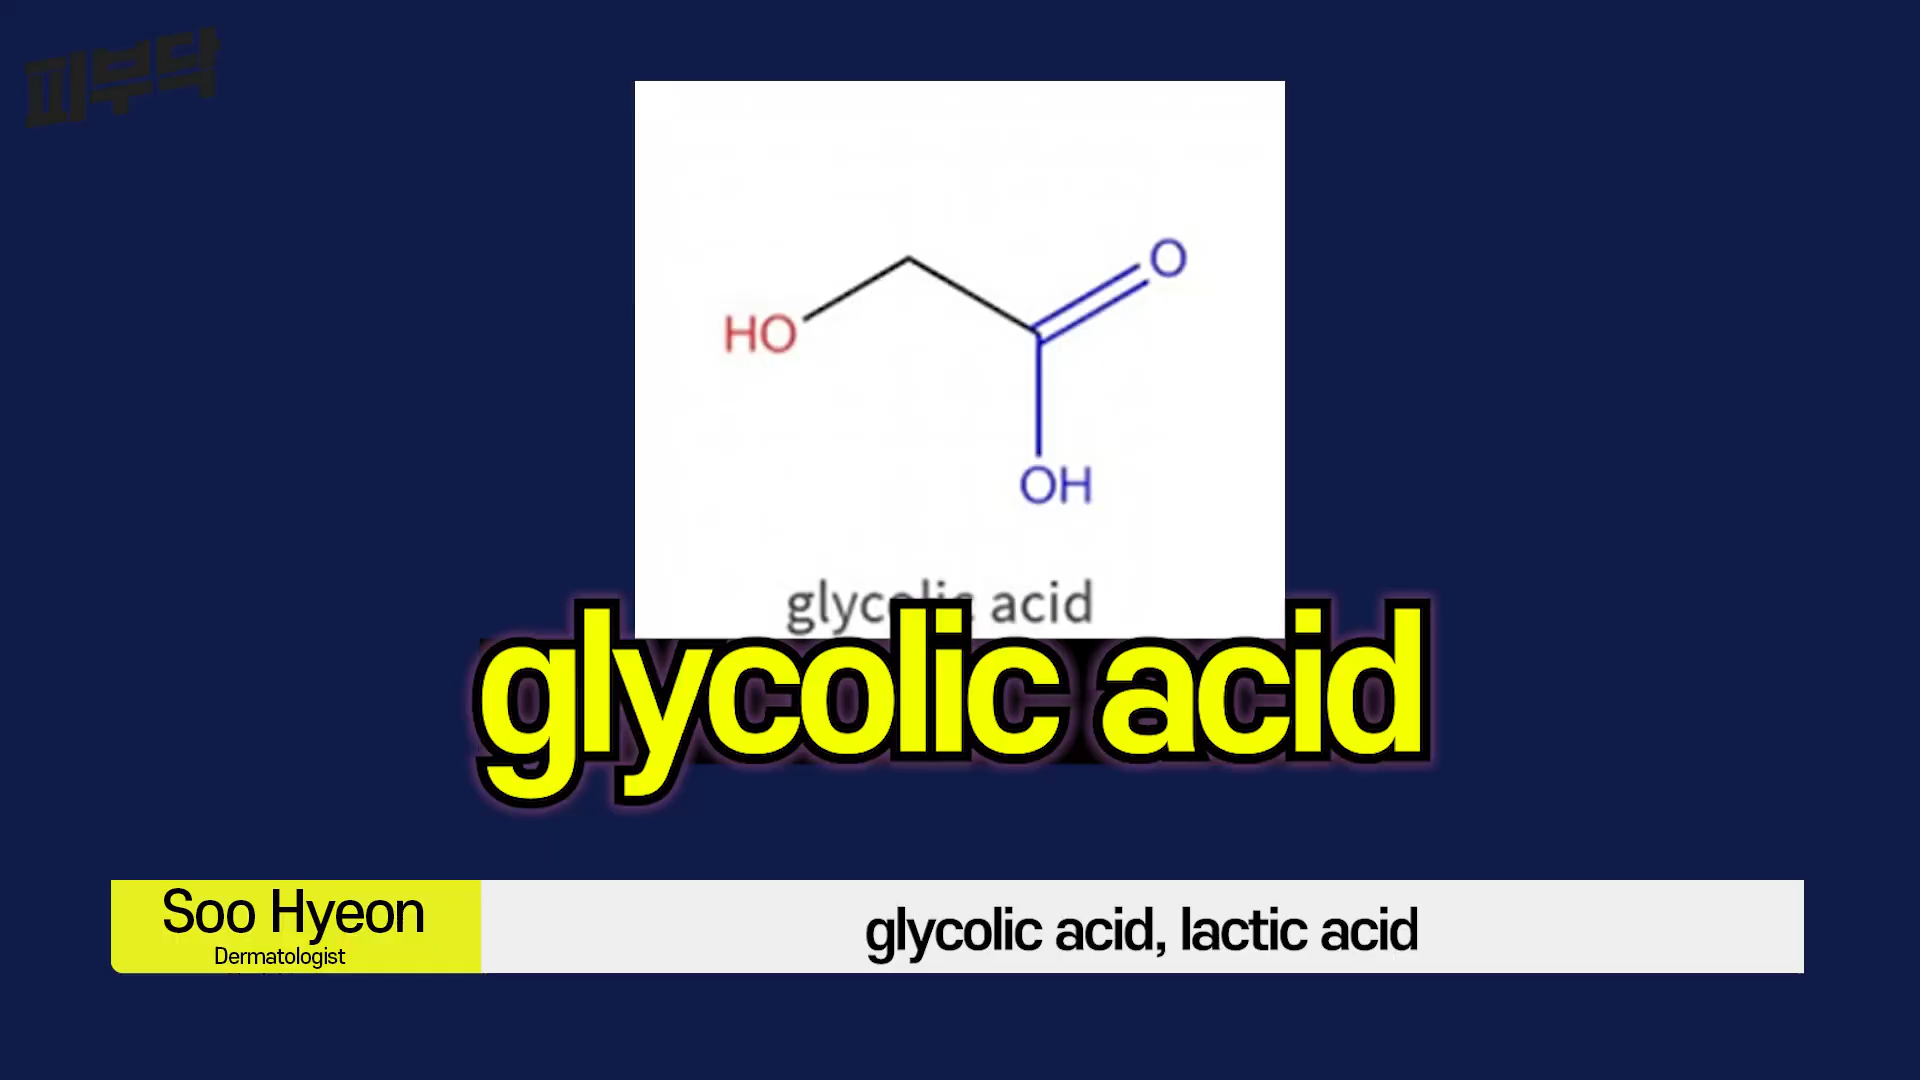 피부닥
HO
O
OH
glycolic acid
glycolic acid
Soo Hyeon
Dermatologist
glycolic acid, lactic acid